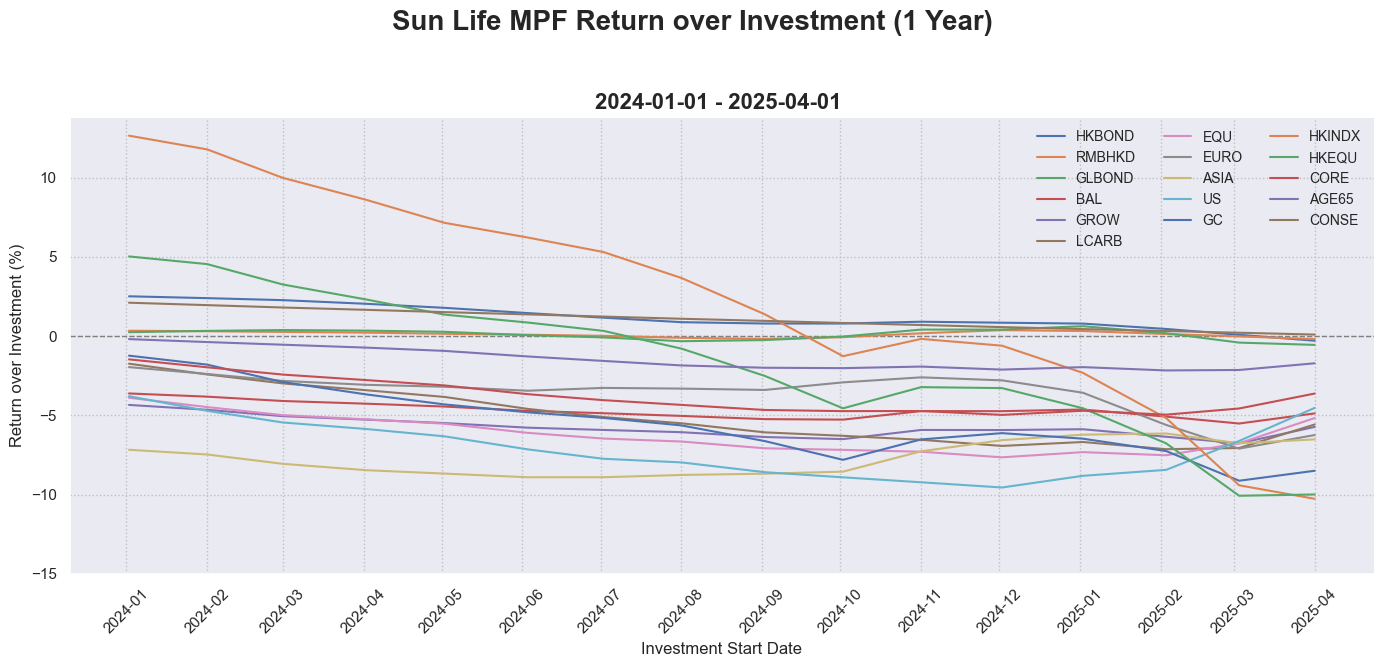 Sun Life MPF Return over Investment (1 Year)
2024-01-01 - 2025-04-01
HKBOND
RMBHKD
GLBOND
BAL
GROW
LCARB
EQU
EURO
ASIA
US
GC
HKINDX
HKEQU
CORE
AGE65
CONSE
Return over Investment (%)
10
5
0
−5
−10
−15
2024-01
2024-02
2024-03
2024-04
2024-05
2024-06
2024-07
2024-08
2024-09
2024-10
2024-11
2024-12
2025-01
2025-02
2025-03
2025-04
Investment Start Date